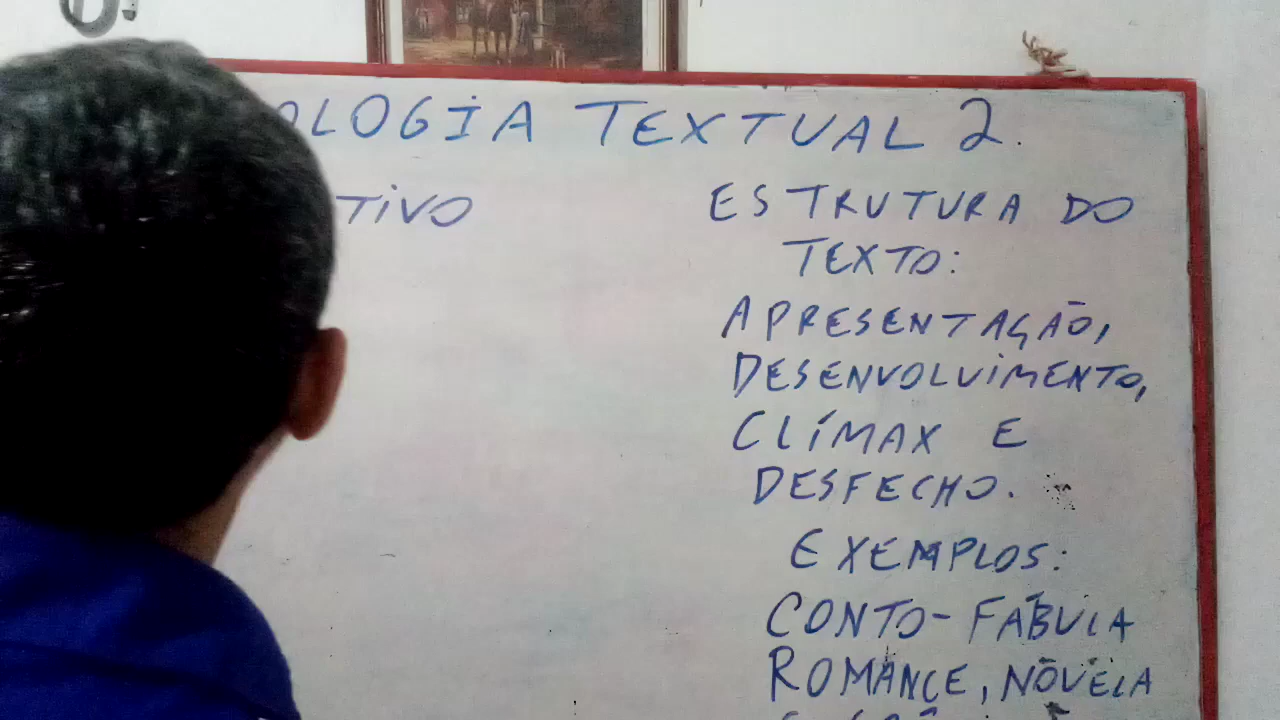 OLOGIA TEXTUAL 2.
TIVO
ESTRUTURA DO
TEXTO:
APRESENTAÇÃO,
DESENVOLVIMENTO,
CLÍMAX E
DESFECHO.
EXEMPLOS:
CONTO - FÁBULA
ROMANCE, NOVELA